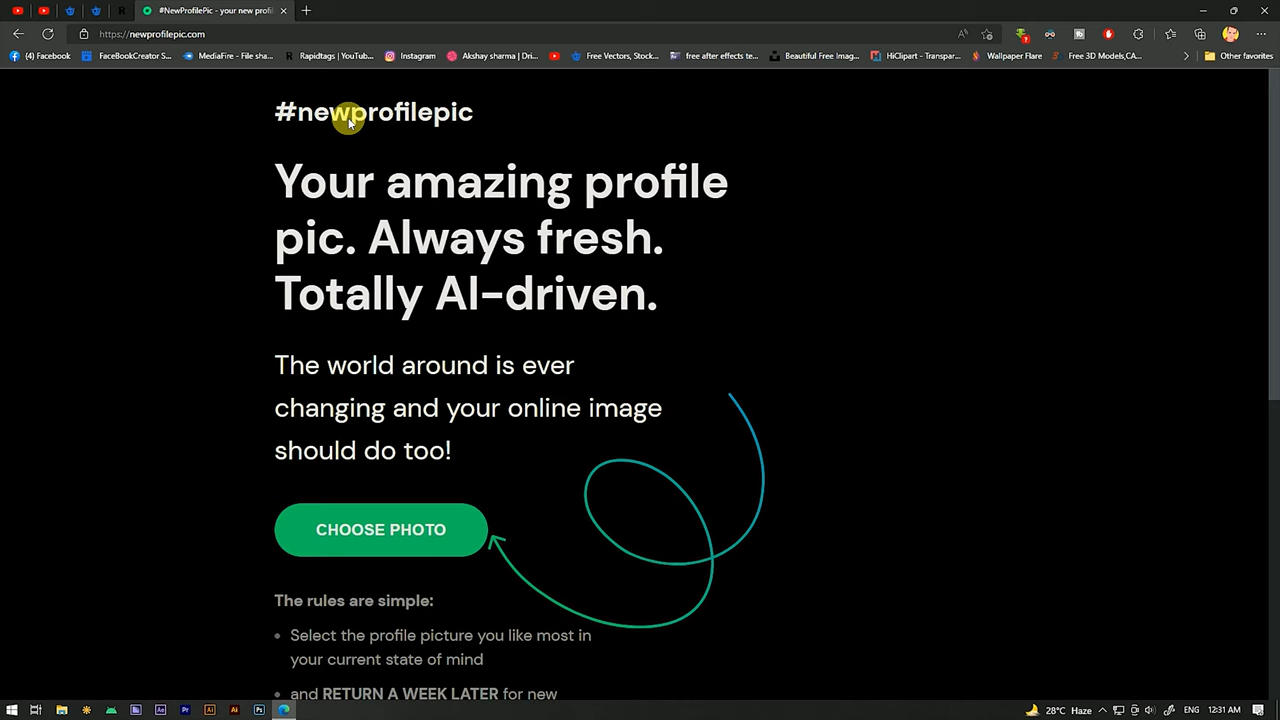 #NewProfilePic - your new profil
https://newprofilepic.com
(4) Facebook
FaceBookCreator S...
MediaFire - File sha...
Rapidtags | YouTub...
Instagram
Akshay sharma | Dri...
Free Vectors, Stock...
free after effects te...
Beautiful Free Imag...
HiClipart - Transpar...
Wallpaper Flare
Free 3D Models,CA...
Other favorites
#newprofilepic
Your amazing profile
pic. Always fresh.
Totally AI-driven.
The world around is ever
changing and your online image
should do too!
CHOOSE PHOTO
The rules are simple:
• Select the profile picture you like most in
your current state of mind
• and RETURN A WEEK LATER for new
28°C Haze
ENG
12:31 AM